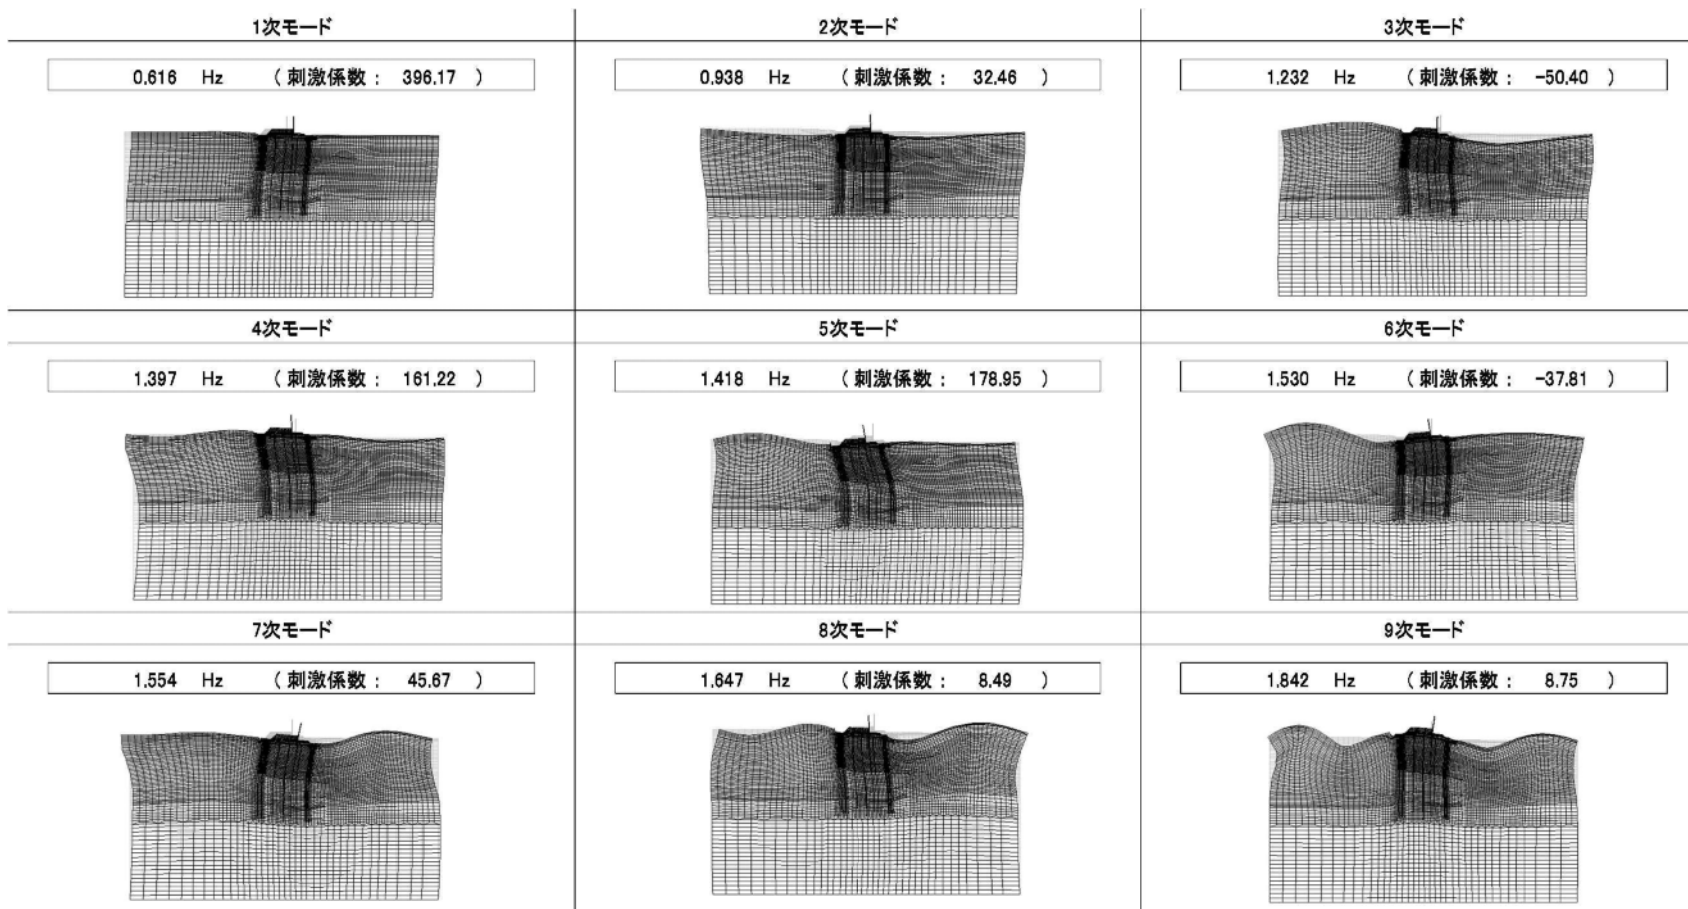 1次モード 2次モード 3次モード
0.616 Hz （ 刺激係数 : 396.17 ） 0.938 Hz （ 刺激係数 : 32.46 ） 1.232 Hz （ 刺激係数 : -50.40 ）
4次モード 5次モード 6次モード
1.397 Hz （ 刺激係数 : 161.22 ） 1.418 Hz （ 刺激係数 : 178.95 ） 1.530 Hz （ 刺激係数 : -37.81 ）
7次モード 8次モード 9次モード
1.554 Hz （ 刺激係数 : 45.67 ） 1.647 Hz （ 刺激係数 : 8.49 ） 1.842 Hz （ 刺激係数 : 8.75 ）